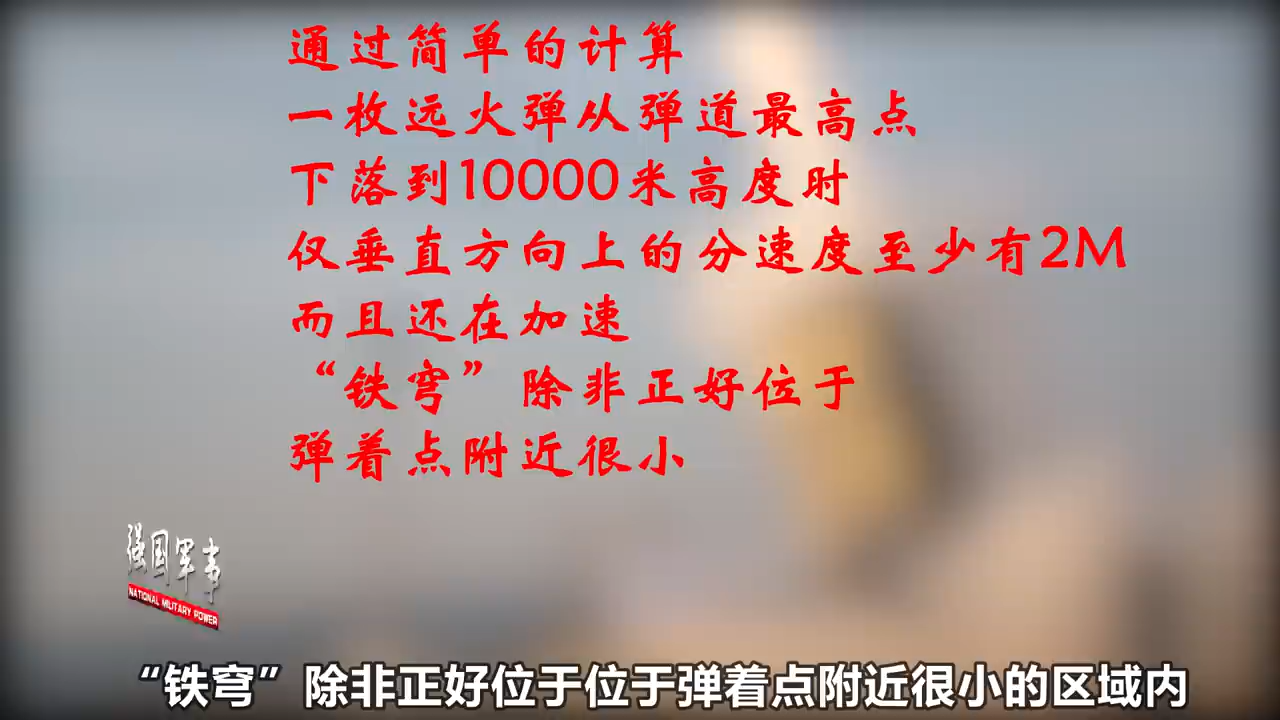 通过简单的计算
一枚远火弹从弹道最高点
下落到10000米高度时
仅垂直方向上的分速度至少有2M
而且还在加速
“铁穹”除非正好位于
弹着点附近很小
强国军事
NATIONAL MILITARY POWER
“铁穹”除非正好位于位于弹着点附近很小的区域内